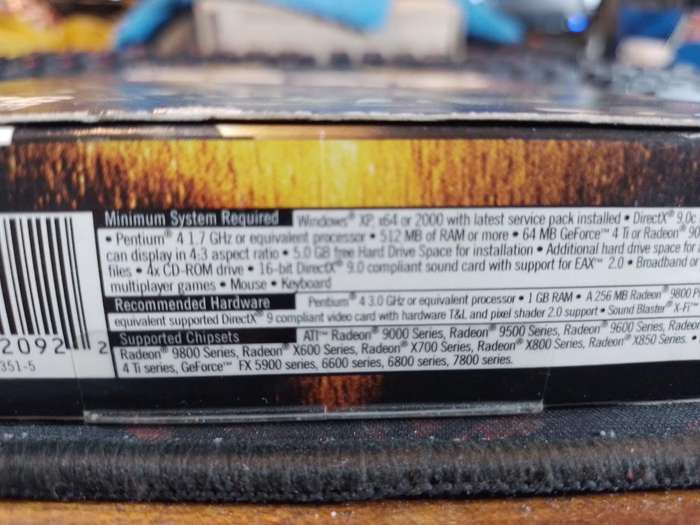 Minimum System Required Windows® XP, x64 or 2000 with latest service pack installed • DirectX® 9.0c
• Pentium® 4 1.7 GHz or equivalent processor • 512 MB of RAM or more • 64 MB GeForce™ 4 Ti or Radeon® 90
can display in 4:3 aspect ratio • 5.0 GB free Hard Drive Space for installation • Additional hard drive space for
files • 4x CD-ROM drive • 16-bit DirectX® 9.0 compliant sound card with support for EAX™ 2.0 • Broadband or
multiplayer games • Mouse • Keyboard
Recommended Hardware Pentium® 4 3.0 GHz or equivalent processor • 1 GB RAM • A 256 MB Radeon® 9800 P
equivalent supported DirectX® 9 compliant video card with hardware T&L and pixel shader 2.0 support • Sound Blaster® X-Fi™
Supported Chipsets ATI™ Radeon® 9000 Series, Radeon® 9500 Series, Radeon® 9600 Series, Radeon
Radeon® 9800 Series, Radeon® X600 Series, Radeon® X700 Series, Radeon® X800 Series, Radeon® X850 Series. •
4 Ti series, GeForce™ FX 5900 series, 6600 series, 6800 series, 7800 series.
2092 2
351-5